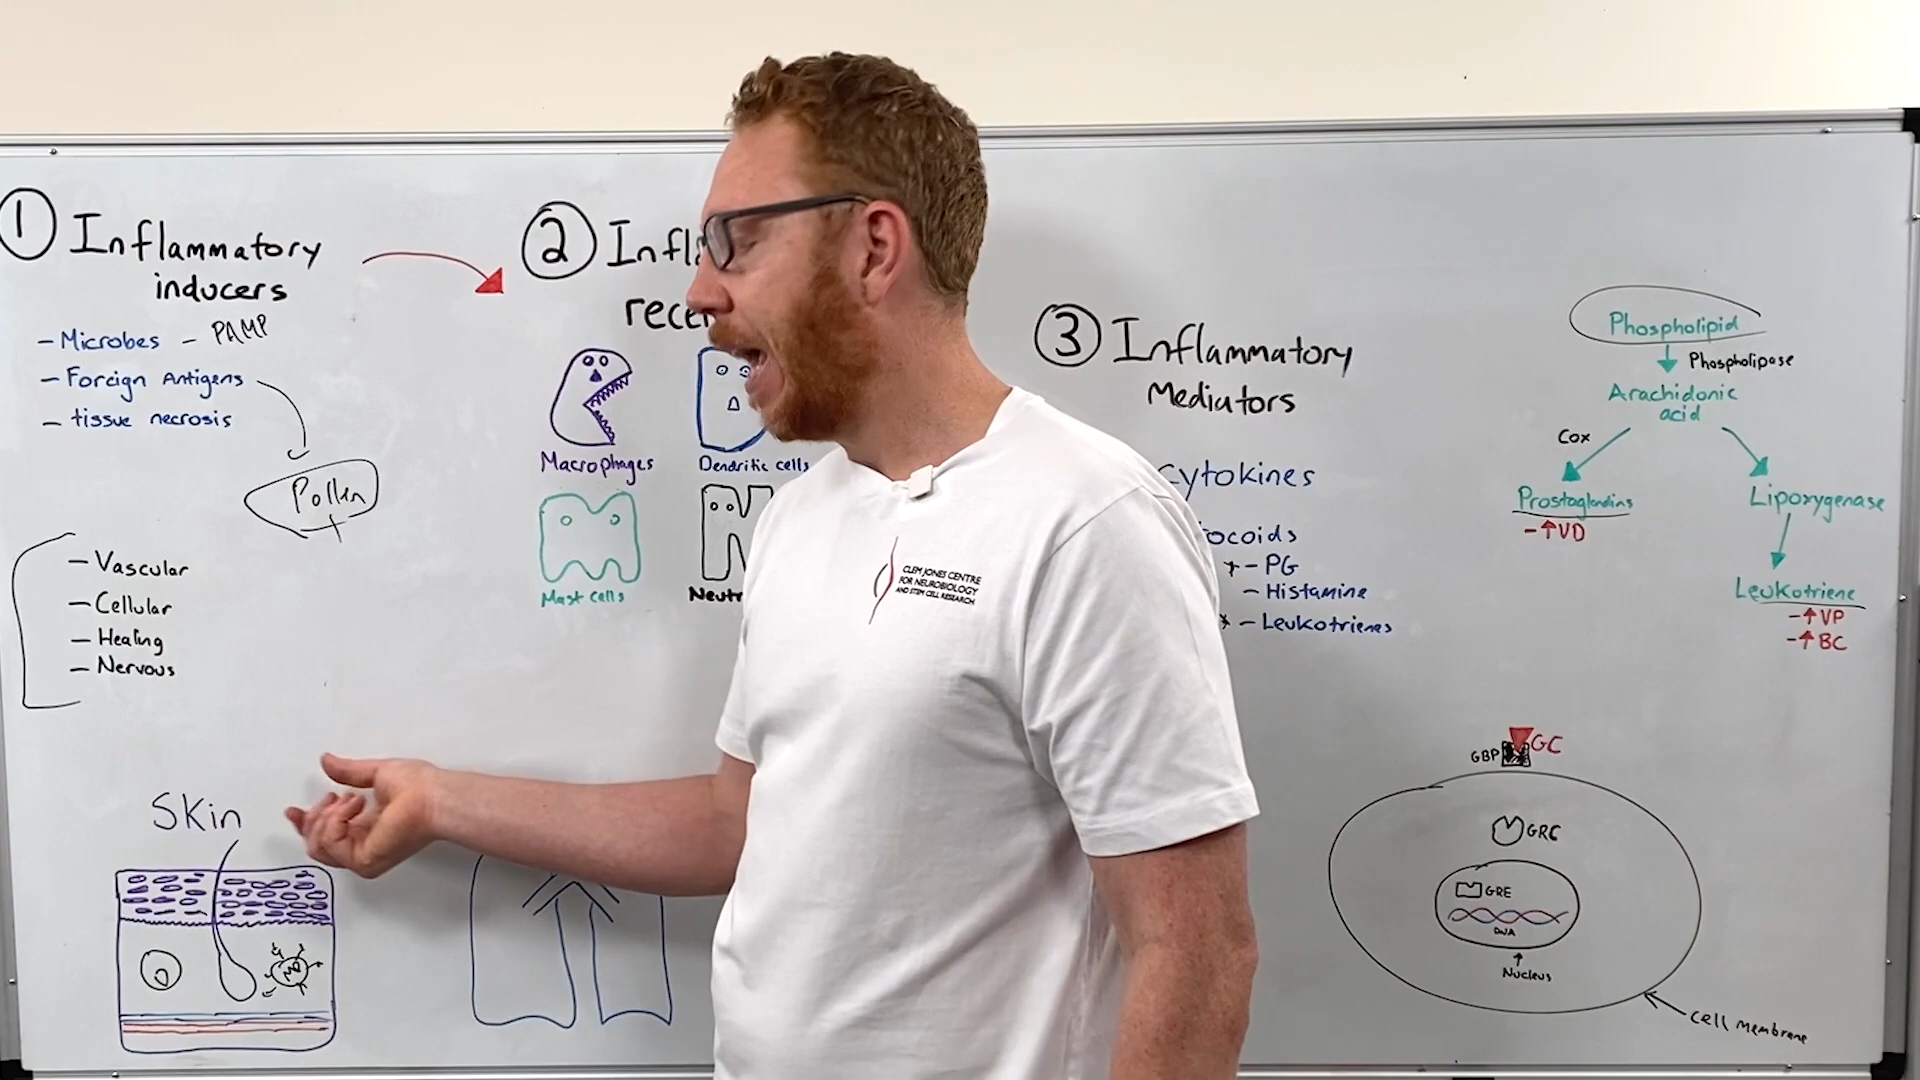 ① Inflammatory
inducers
- Microbes - PAMP
- Foreign Antigens
- tissue necrosis
Pollen
- Vascular
- Cellular
- Healing
- Nervous
Skin
MØ
② Infl
rece
Macrophages
Dendritic cells
Mast cells
Neutr
③ Inflammatory
Mediators
Cytokines
ocoids
- PG
- Histamine
- Leukotrienes
Phospholipid
Phospholipase
Arachidonic
acid
Cox
Prostaglandins
- ↑VD
Lipoxygenase
Leukotriene
- ↑VP
- ↑BC
GBP
GC
GRC
GRE
DNA
Nucleus
cell membrane
CLEM JONES CENTRE
FOR NEUROBIOLOGY
AND STEM CELL RESEARCH